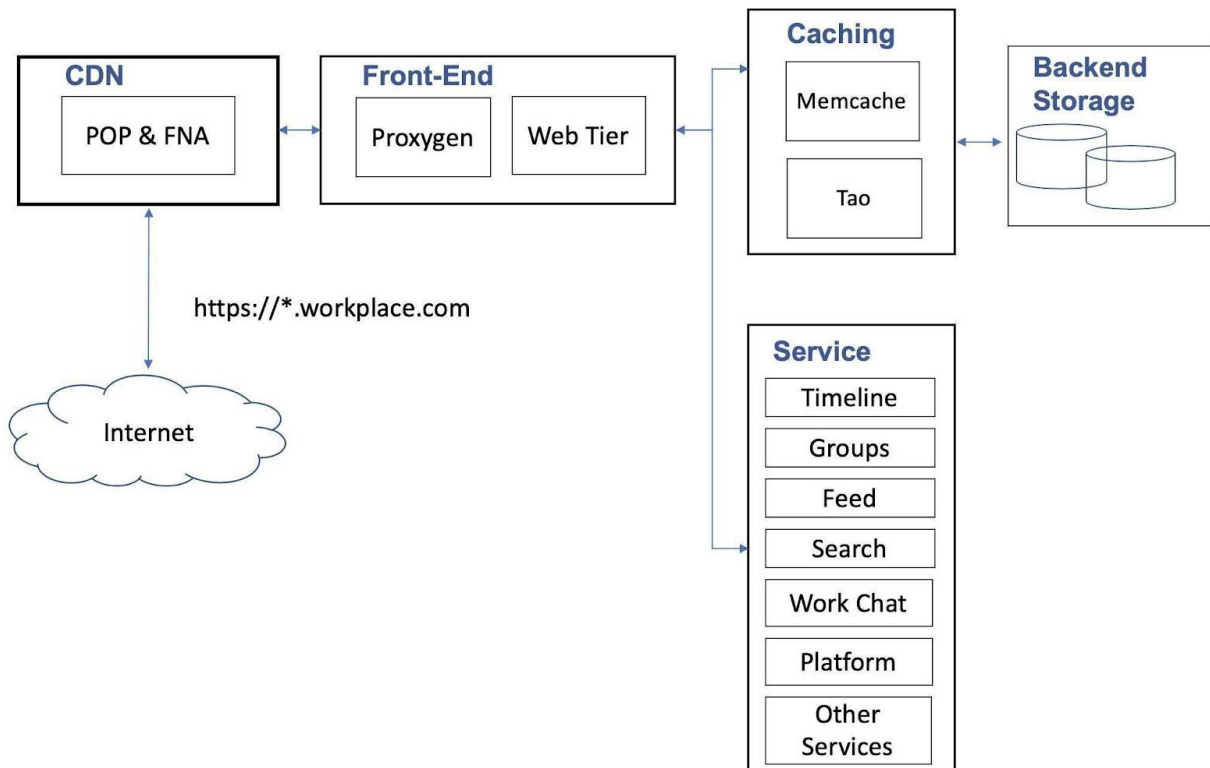 CDN
POP & FNA
Front-End
Proxygen
Web Tier
Caching
Memcache
Tao
Backend
Storage
https://*.workplace.com
Internet
Service
Timeline
Groups
Feed
Search
Work Chat
Platform
Other
Services